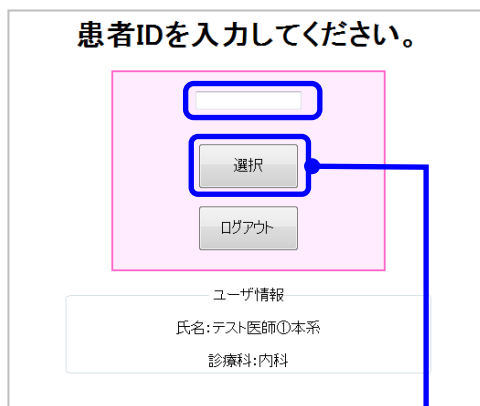 患者IDを入力してください。
選択
ログアウト
ユーザ情報
氏名:テスト医師①本系
診療科:内科